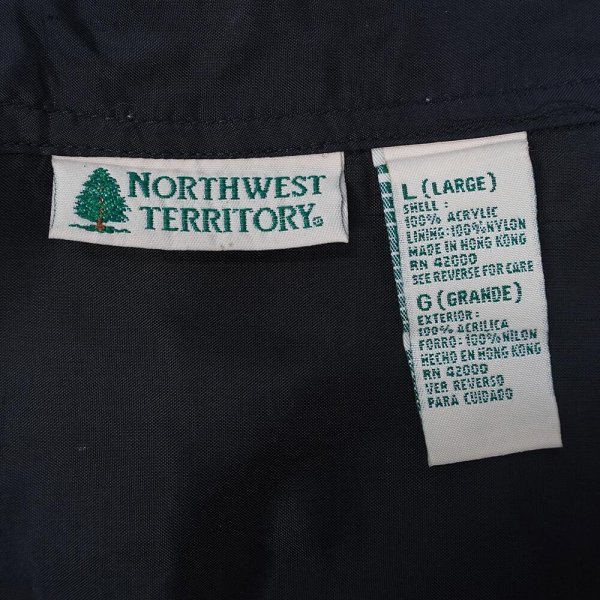 NORTHWEST
TERRITORY
L (LARGE)
SHELL:
100% ACRYLIC
LINING: 100% NYLON
MADE IN HONG KONG
RN 42000
SEE REVERSE FOR CARE
G (GRANDE)
EXTERIOR:
100% ACRILICA
FORRO: 100% NILON
HECHO EN HONG KONG
RN 42000
VER REVERSO
PARA CUIDADO